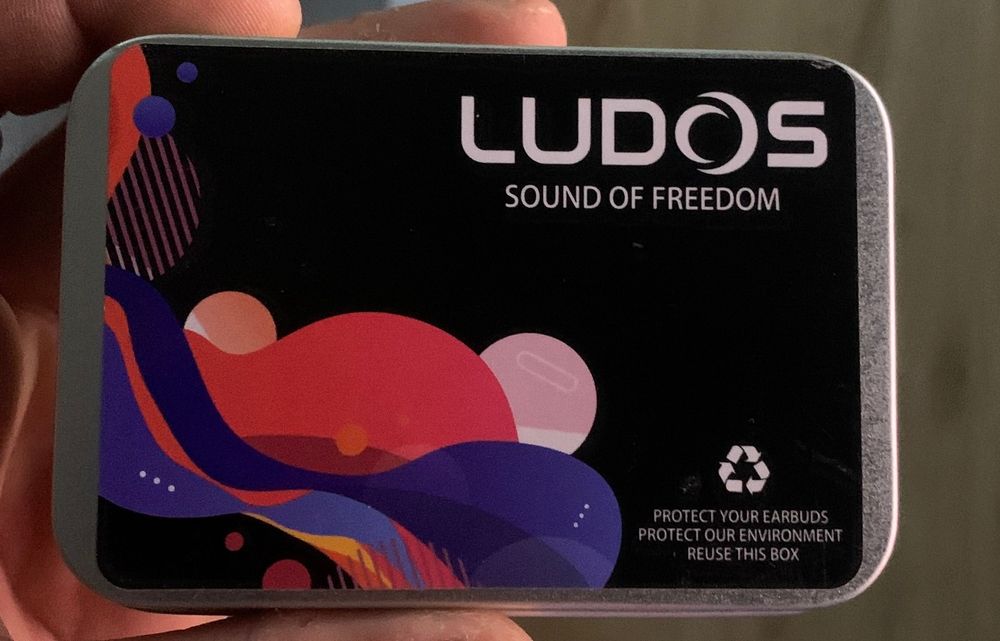 LUDOS
SOUND OF FREEDOM
PROTECT YOUR EARBUDS
PROTECT OUR ENVIRONMENT
REUSE THIS BOX